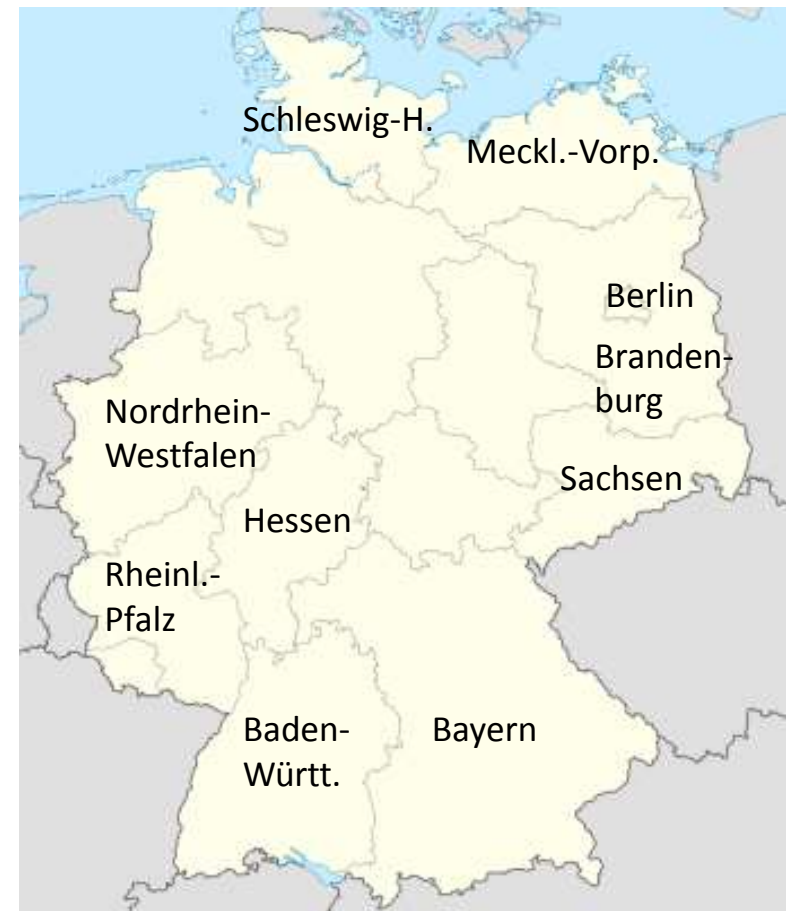 Schleswig-H.
Meckl.-Vorp.
Berlin
Branden-
burg
Nordrhein-
Westfalen
Sachsen
Hessen
Rheinl.-
Pfalz
Baden-
Württ.
Bayern